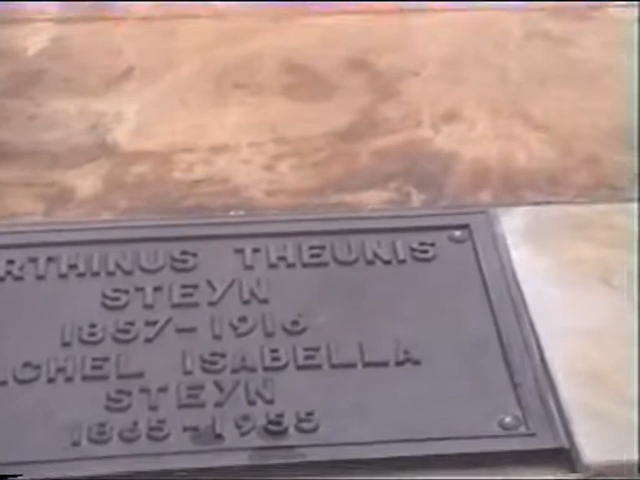 RTHINUS THEUNIS
STEYN
1857-1916
CHEL ISABELLA
STEYN
1865-1955